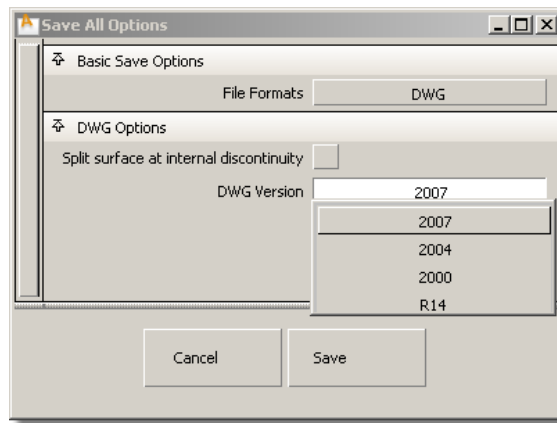 Save All Options
Basic Save Options
File Formats DWG
DWG Options
Split surface at internal discontinuity
DWG Version 2007
2007
2004
2000
R14
Cancel Save